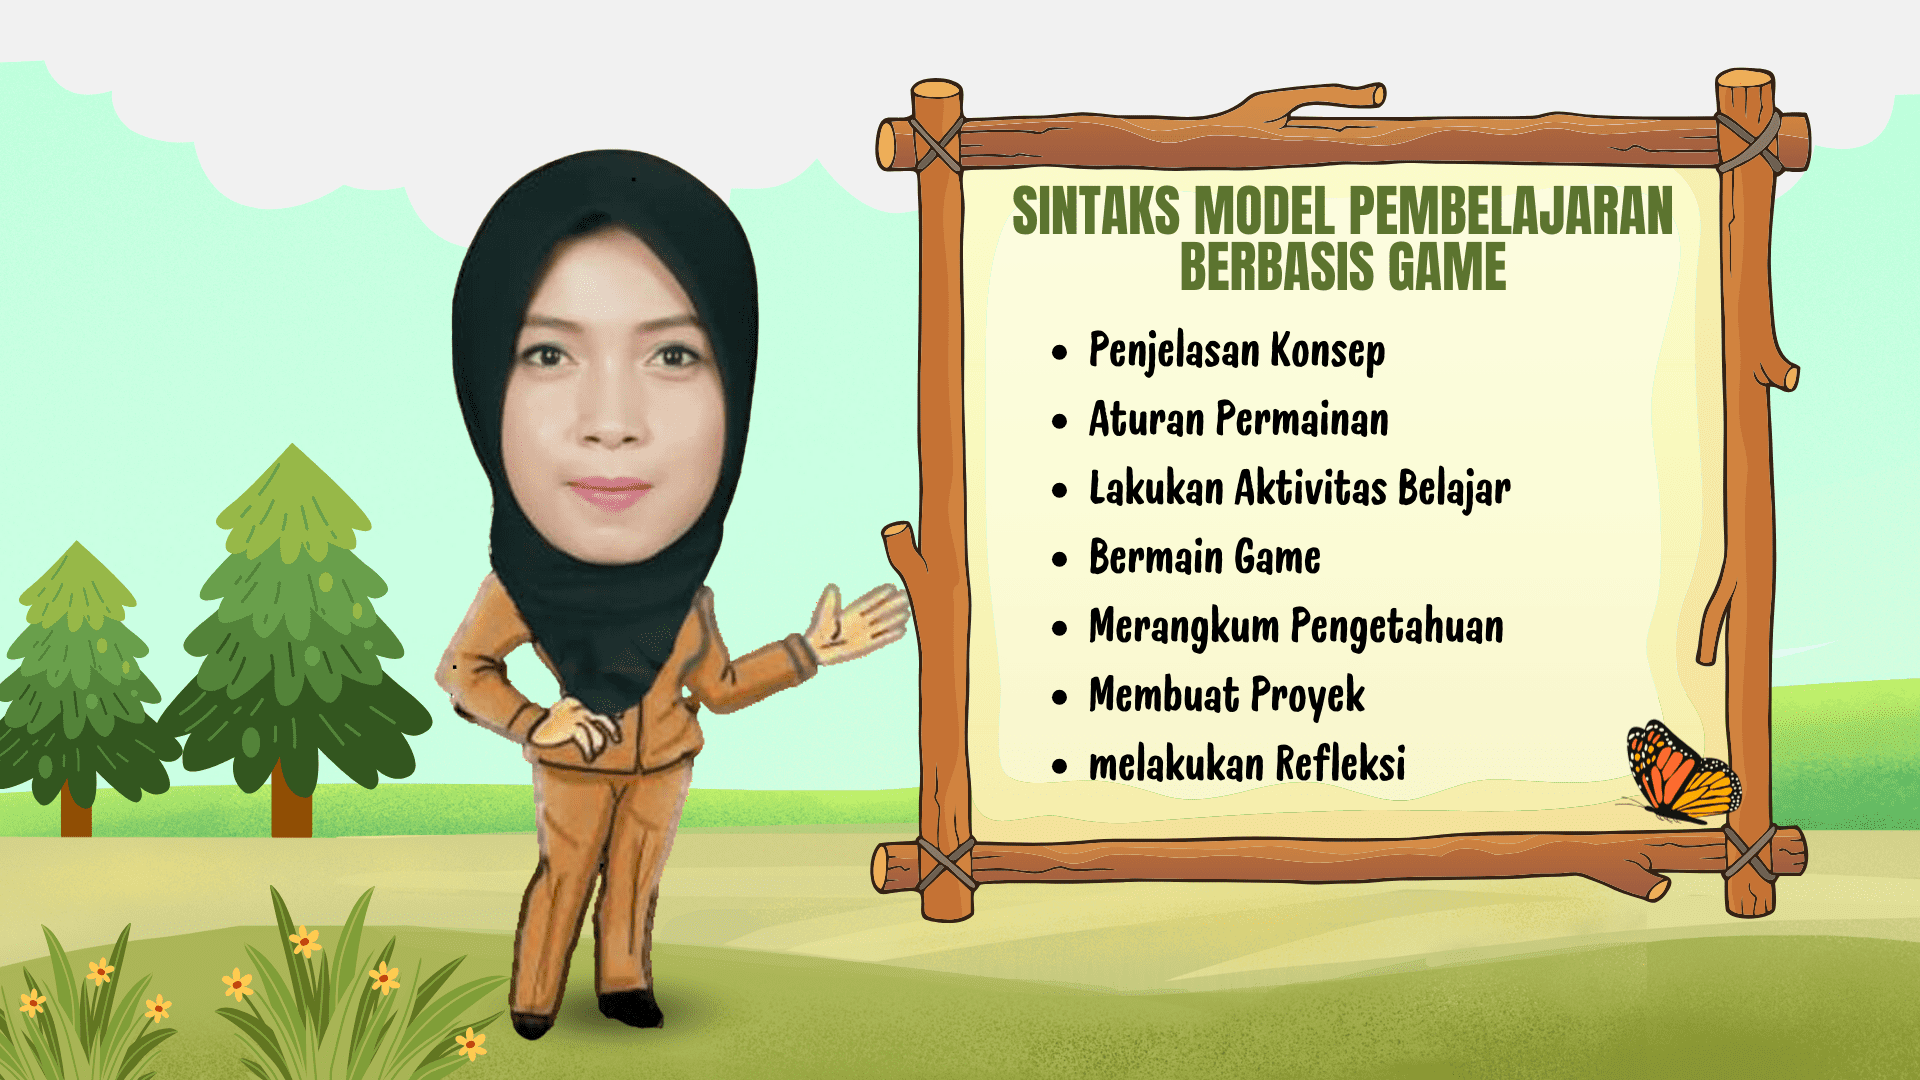 SINTAKS MODEL PEMBELAJARAN
BERBASIS GAME
• Penjelasan Konsep
• Aturan Permainan
• Lakukan Aktivitas Belajar
• Bermain Game
• Merangkum Pengetahuan
• Membuat Proyek
• melakukan Refleksi